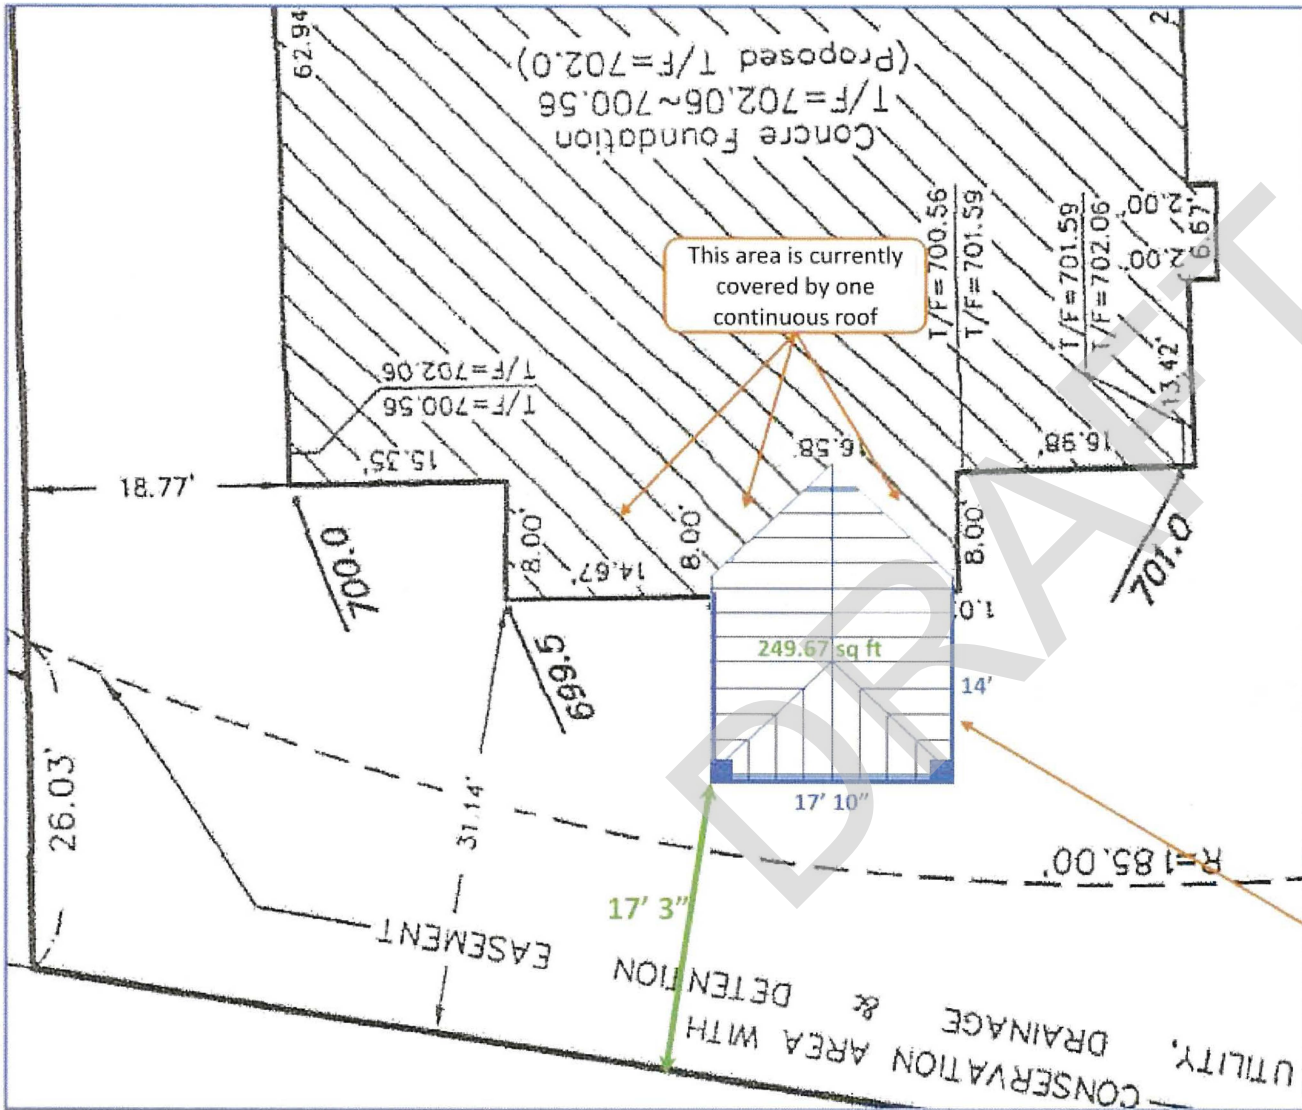 62.94
2
Concre Foundation
T/F=702.06~700.56
(Proposed T/F=702.0)
This area is currently
covered by one
continuous roof
T/F=700.56
T/F=701.59
T/F=701.59
T/F=702.06
2.00'
2.00'
6.67'
13.42'
T/F=700.56
T/F=702.06
15.35'
16.58'
16.98'
18.77'
700.0
8.00'
14.67'
8.00'
8.00'
1.0'
701.0
699.5
249.67 sq ft
14'
17' 10"
26.03'
31.14'
17' 3"
R=185.00'
EASEMENT
UTILITY, DRAINAGE & DETENTION
CONSERVATION AREA WITH
DRAFT